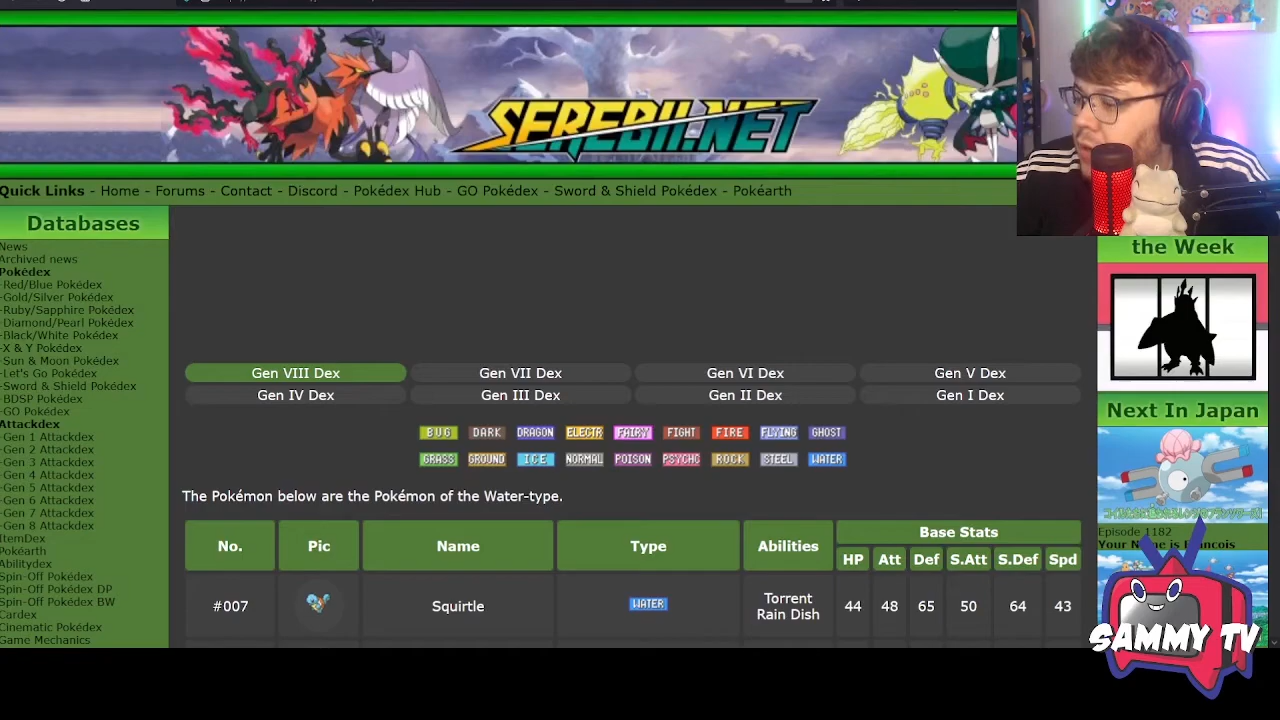 SEREBII.NET
Quick Links - Home - Forums - Contact - Discord - Pokédex Hub - GO Pokédex - Sword & Shield Pokédex - Pokéarth
Databases
News
Archived news
Pokédex
-Red/Blue Pokédex
-Gold/Silver Pokédex
-Ruby/Sapphire Pokédex
-Diamond/Pearl Pokédex
-Black/White Pokédex
-X & Y Pokédex
-Sun & Moon Pokédex
-Let's Go Pokédex
-Sword & Shield Pokédex
-BDSP Pokédex
-GO Pokédex
Attackdex
-Gen 1 Attackdex
-Gen 2 Attackdex
-Gen 3 Attackdex
-Gen 4 Attackdex
-Gen 5 Attackdex
-Gen 6 Attackdex
-Gen 7 Attackdex
-Gen 8 Attackdex
ItemDex
Pokéarth
Abilitydex
Spin-Off Pokédex
Spin-Off Pokédex DP
Spin-Off Pokédex BW
Cardex
Cinematic Pokédex
Game Mechanics
Gen VIII Dex Gen VII Dex Gen VI Dex Gen V Dex
Gen IV Dex Gen III Dex Gen II Dex Gen I Dex
BUG DARK DRAGON ELECTR FAIRY FIGHT FIRE FLYING GHOST
GRASS GROUND ICE NORMAL POISON PSYCHC ROCK STEEL WATER
The Pokémon below are the Pokémon of the Water-type.
No. Pic Name Type Abilities Base Stats
HP Att Def S.Att S.Def Spd
#007 Squirtle WATER Torrent Rain Dish 44 48 65 50 64 43
the Week
Next In Japan
Episode 1182
Your Name is Francois
SAMMY TV